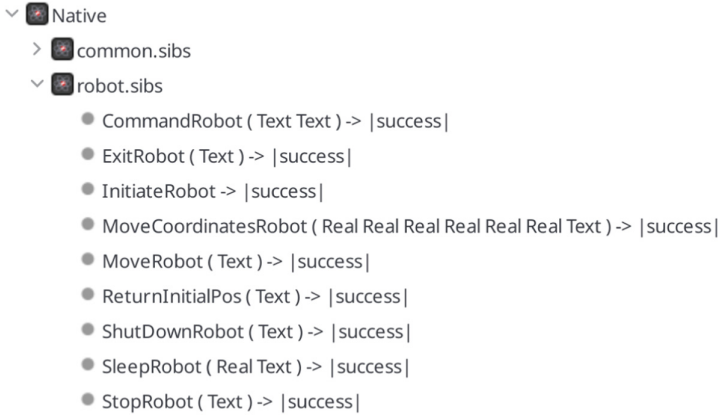 Native
common.sibs
robot.sibs
CommandRobot ( Text Text ) -> |success|
ExitRobot ( Text ) -> |success|
InitiateRobot -> |success|
MoveCoordinatesRobot ( Real Real Real Real Real Real Text ) -> |success|
MoveRobot ( Text ) -> |success|
ReturnInitialPos ( Text ) -> |success|
ShutDownRobot ( Text ) -> |success|
SleepRobot ( Real Text ) -> |success|
StopRobot ( Text ) -> |success|